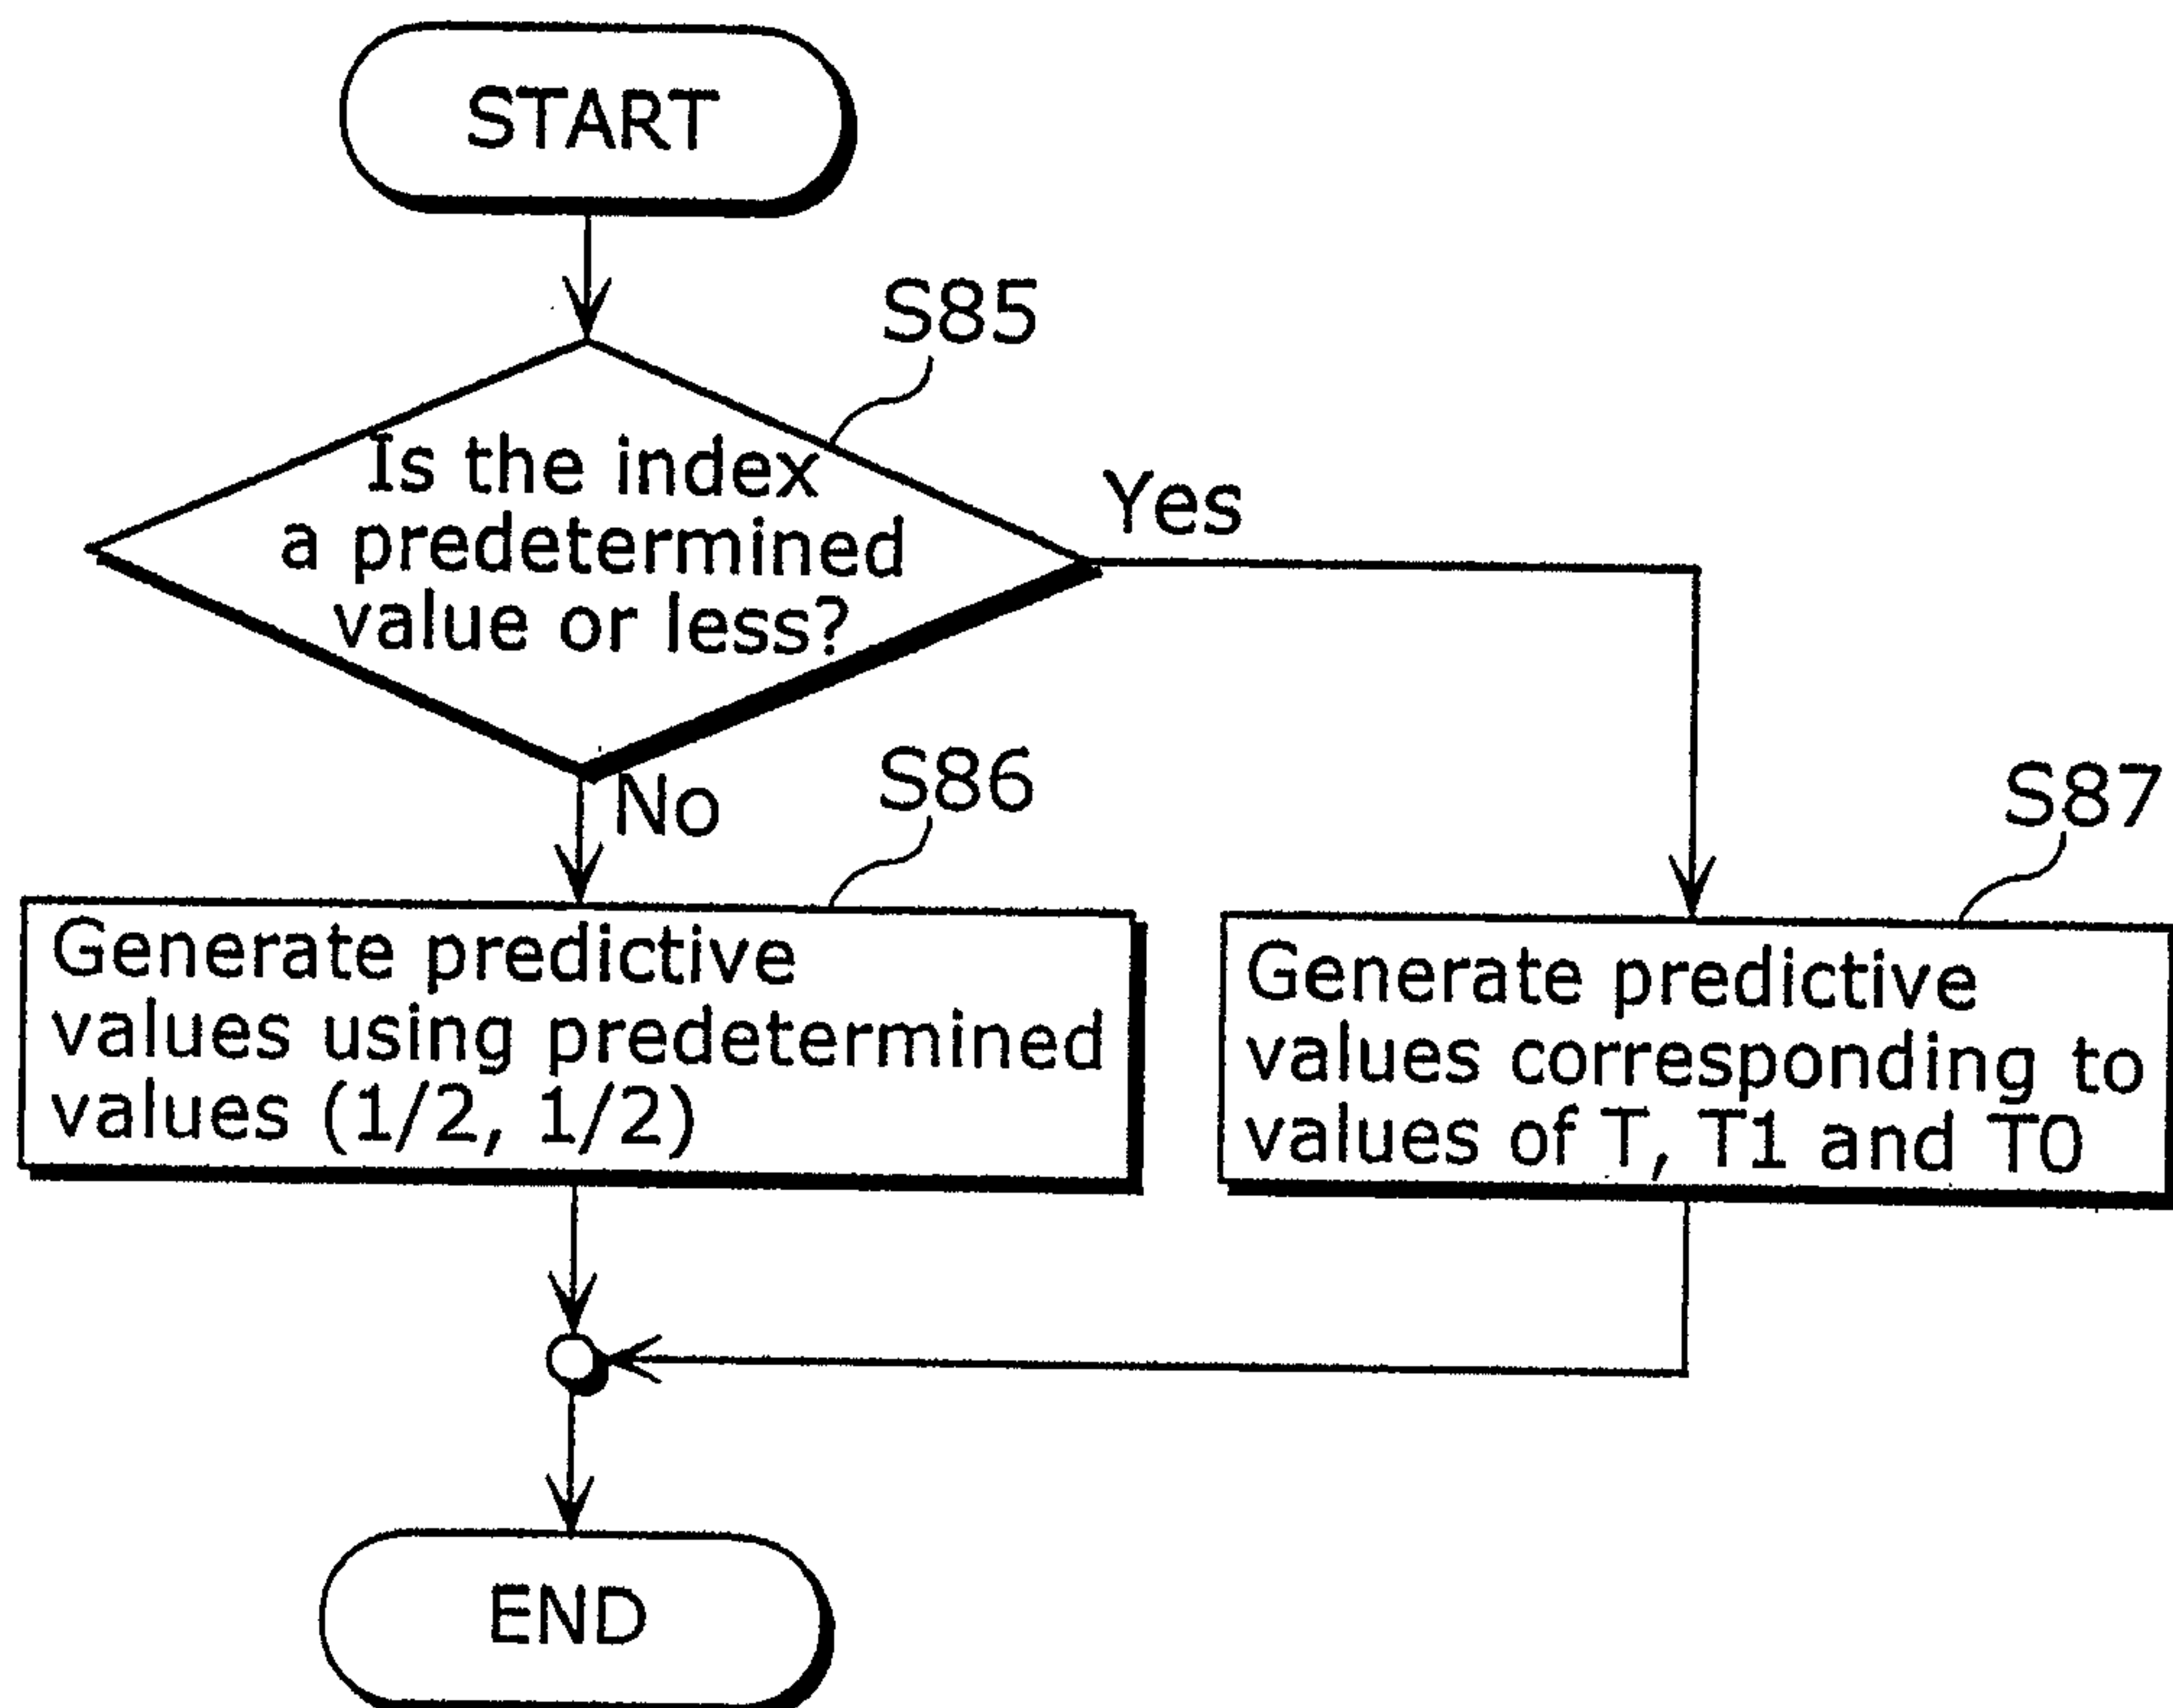 START
S85
Is the index
a predetermined
value or less?
Yes
No
S86
Generate predictive
values using predetermined
values (1/2, 1/2)
S87
Generate predictive
values corresponding to
values of T, T1 and T0
END